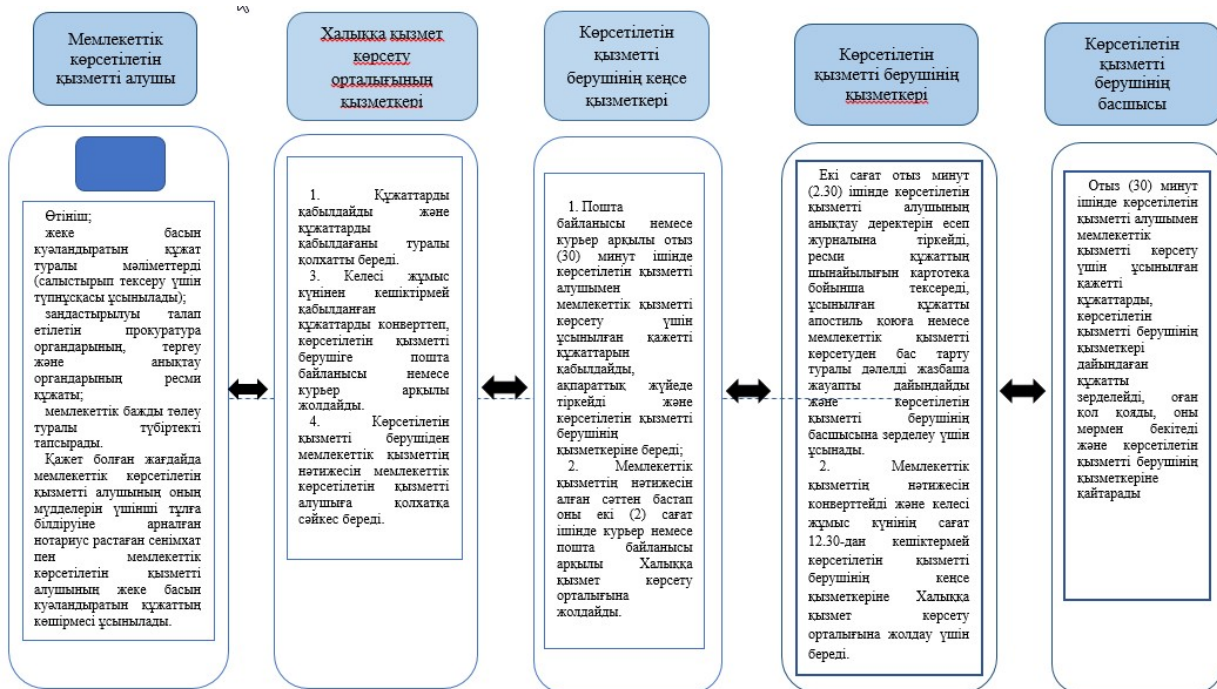 Мемлекеттік
көрсетілетін
қызметті алушы
Халыққа қызмет
көрсету
орталығының
қызметкері
Көрсетілетін
қызметті
берушінің кеңсе
қызметкері
Көрсетілетін
қызметті берушінің
қызметкері
Көрсетілетін
қызметті
берушінің
басшысы
Өтініш;
жеке басын
куәландыратын құжат
туралы мәліметтерді
(салыстырып тексеру үшін
түпнұсқасы ұсынылады);
заңдастырылуы талап
етілетін прокуратура
органдарының, тергеу
және анықтау
органдарының ресми
құжаты;
мемлекеттік бажды төлеу
туралы түбіртекті
тапсырады.
Қажет болған жағдайда
мемлекеттік көрсетілетін
қызметті алушының оның
мүдделерін үшінші тұлға
білдіруіне арналған
нотариус растаған сенімхат
пен мемлекеттік
көрсетілетін қызметті
алушының жеке басын
куәландыратын құжаттың
көшірмесі ұсынылады.
1. Құжаттарды
қабылдайды және
құжаттарды
қабылдағаны туралы
қолхатты береді.
3. Келесі жұмыс
күнінен кешіктірмей
қабылданған
құжаттарды конверттеп,
көрсетілетін қызметті
берушіге пошта
байланысы немесе
курьер арқылы
жолдайды.
4. Көрсетілетін
қызметті берушіден
мемлекеттік қызметтің
нәтижесін мемлекеттік
көрсетілетін қызметті
алушыға қолхатқа
сәйкес береді.
1. Пошта
байланысы немесе
курьер арқылы отыз
(30) минут ішінде
көрсетілетін қызметті
алушымен
мемлекеттік қызметті
көрсету үшін
ұсынылған қажетті
құжаттарын
қабылдайды,
ақпараттық жүйеде
тіркейді және
көрсетілетін қызметті
берушінің
қызметкеріне береді;
2. Мемлекеттік
қызметтің нәтижесін
алған сәттен бастап
оны екі (2) сағат
ішінде курьер немесе
пошта байланысы
арқылы Халыққа
қызмет көрсету
орталығына
жолдайды.
Екі сағат отыз минут
(2.30) ішінде көрсетілетін
қызметті алушының
анықтау деректерін есеп
журналына тіркейді,
ресми құжаттың
шынайылығын картотека
бойынша тексереді,
ұсынылған құжатты
апостиль қоюға немесе
мемлекеттік қызметті
көрсетуден бас тарту
туралы дәлелді жазбаша
жауапты дайындайды
және көрсетілетін
қызметті берушінің
басшысына зерделеу үшін
ұсынады.
2. Мемлекеттік
қызметтің нәтижесін
конверттейді және келесі
жұмыс күнінің сағат
12.30-дан кешіктермей
көрсетілетін қызметті
берушінің кеңсе
қызметкеріне Халыққа
қызмет көрсету
орталығына жолдау үшін
береді.
Отыз (30) минут
ішінде көрсетілетін
қызметті алушымен
мемлекеттік
қызметті көрсету
үшін ұсынылған
қажетті
құжаттарды,
көрсетілетін
қызметті берушінің
қызметкері
дайындаған
құжатты
зерделейді, оған
қол қояды, оны
мөрмен бекітеді
және көрсетілетін
қызметті берушінің
қызметкеріне
қайтарады